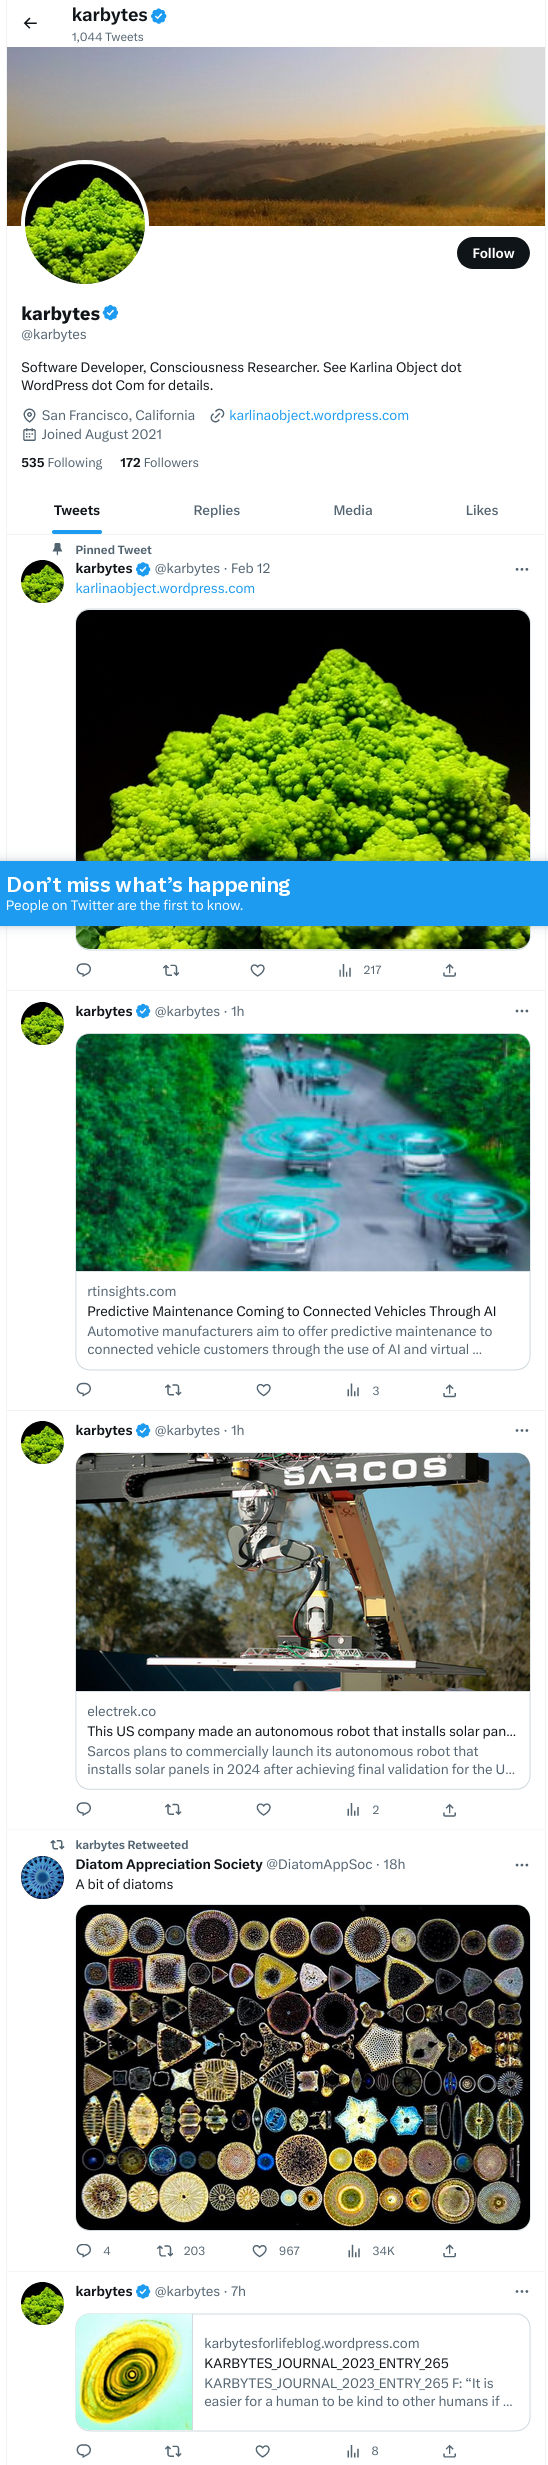 karbytes
1,044 Tweets
Follow
karbytes
@karbytes
Software Developer, Consciousness Researcher. See Karlina Object dot
WordPress dot Com for details.
San Francisco, California karlinaobject.wordpress.com
Joined August 2021
535 Following 172 Followers
Tweets Replies Media Likes
Pinned Tweet
karbytes @karbytes · Feb 12
karlinaobject.wordpress.com
Don’t miss what’s happening
People on Twitter are the first to know.
217
karbytes @karbytes · 1h
rtinsights.com
Predictive Maintenance Coming to Connected Vehicles Through AI
Automotive manufacturers aim to offer predictive maintenance to
connected vehicle customers through the use of AI and virtual ...
3
karbytes @karbytes · 1h
SARCOS
electrek.co
This US company made an autonomous robot that installs solar pan...
Sarcos plans to commercially launch its autonomous robot that
installs solar panels in 2024 after achieving final validation for the U...
2
karbytes Retweeted
Diatom Appreciation Society @DiatomAppSoc · 18h
A bit of diatoms
4 203 967 34K
karbytes @karbytes · 7h
karbytesforlifeblog.wordpress.com
KARBYTES_JOURNAL_2023_ENTRY_265
KARBYTES_JOURNAL_2023_ENTRY_265 F: “It is
easier for a human to be kind to other humans if ...
8